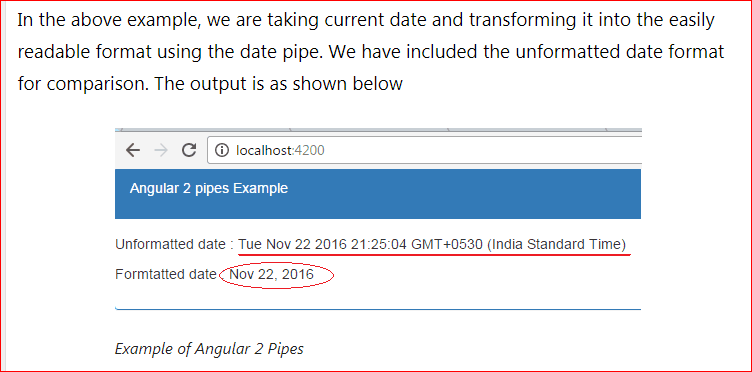 In the above example, we are taking current date and transforming it into the easily
readable format using the date pipe. We have included the unformatted date format
for comparison. The output is as shown below
localhost:4200
Angular 2 pipes Example
Unformatted date : Tue Nov 22 2016 21:25:04 GMT+0530 (India Standard Time)
Formtatted date Nov 22, 2016
Example of Angular 2 Pipes